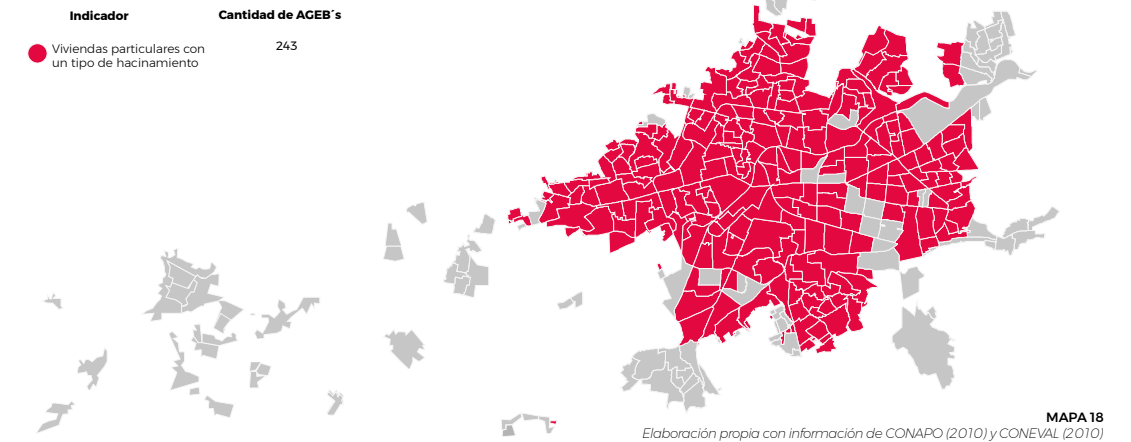 Indicador
Cantidad de AGEB´s
Viviendas particulares con
un tipo de hacinamiento
243
MAPA 18
Elaboración propia con información de CONAPO (2010) y CONEVAL (2010)